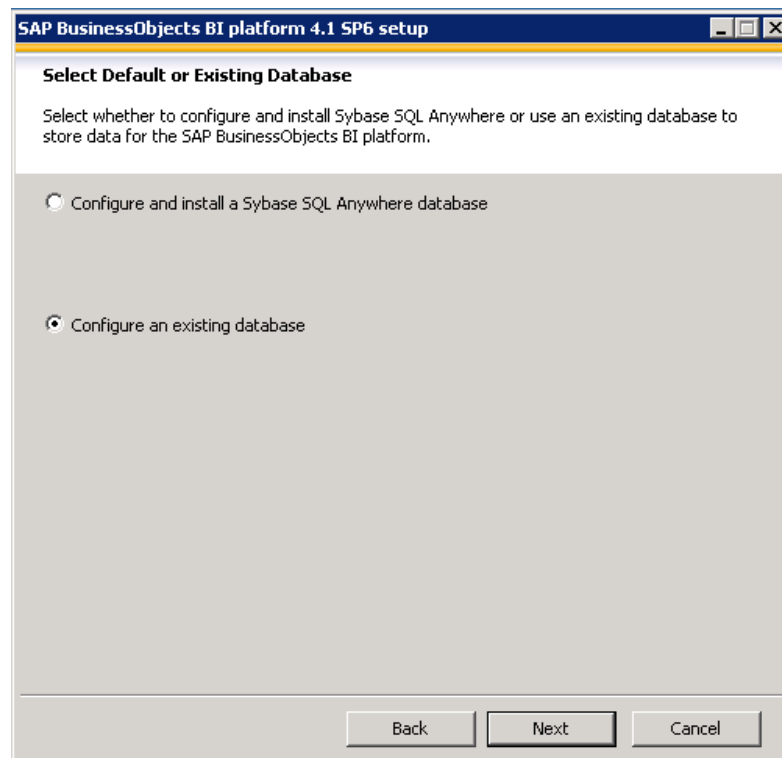 SAP BusinessObjects BI platform 4.1 SP6 setup
Select Default or Existing Database
Select whether to configure and install Sybase SQL Anywhere or use an existing database to
store data for the SAP BusinessObjects BI platform.
Configure and install a Sybase SQL Anywhere database
Configure an existing database
Back Next Cancel